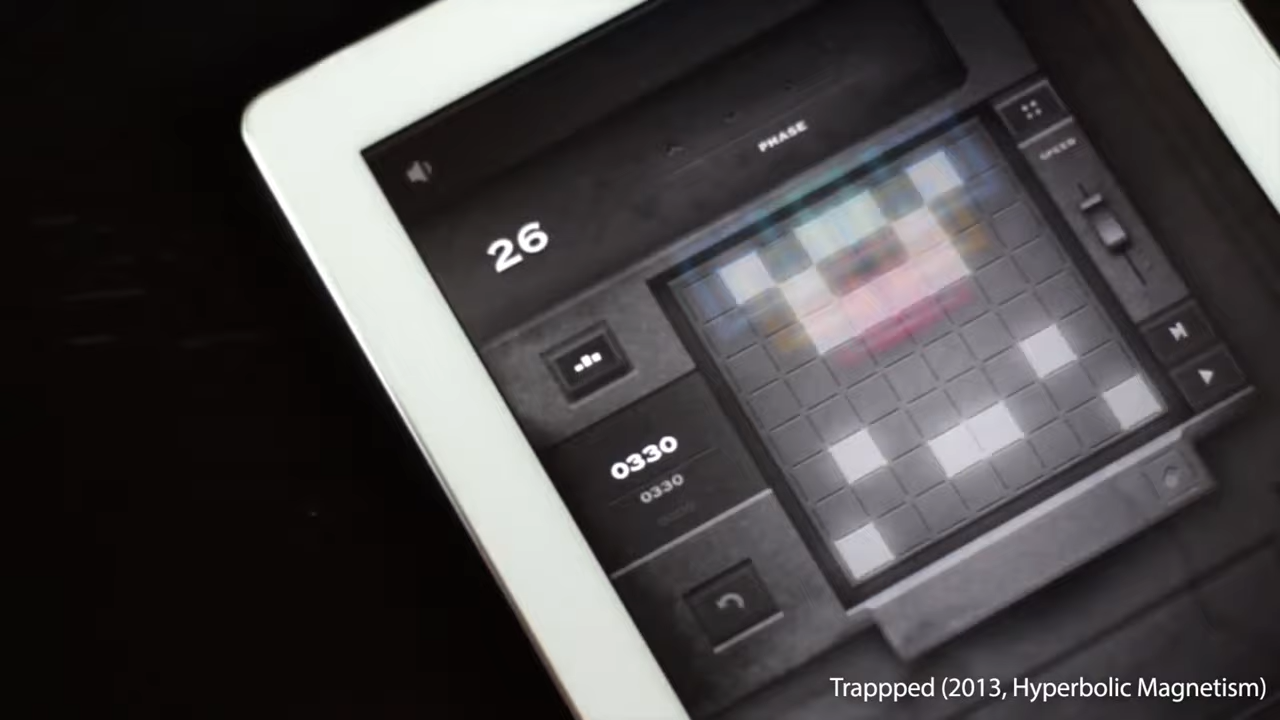 PHASE
SPEED
26
0330
0330
Trappped (2013, Hyperbolic Magnetism)